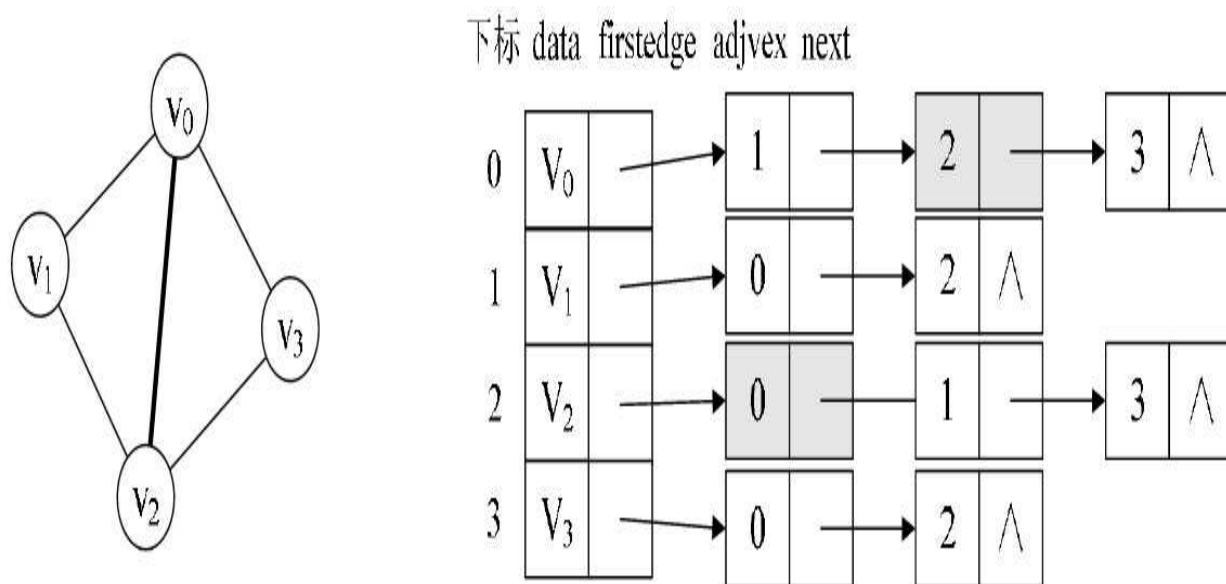 下标 data firstedge adjvex next
v₀
v₁
v₃
v₂
0 V₀ 1 2 3 ∧
1 V₁ 0 2 ∧
2 V₂ 0 1 3 ∧
3 V₃ 0 2 ∧